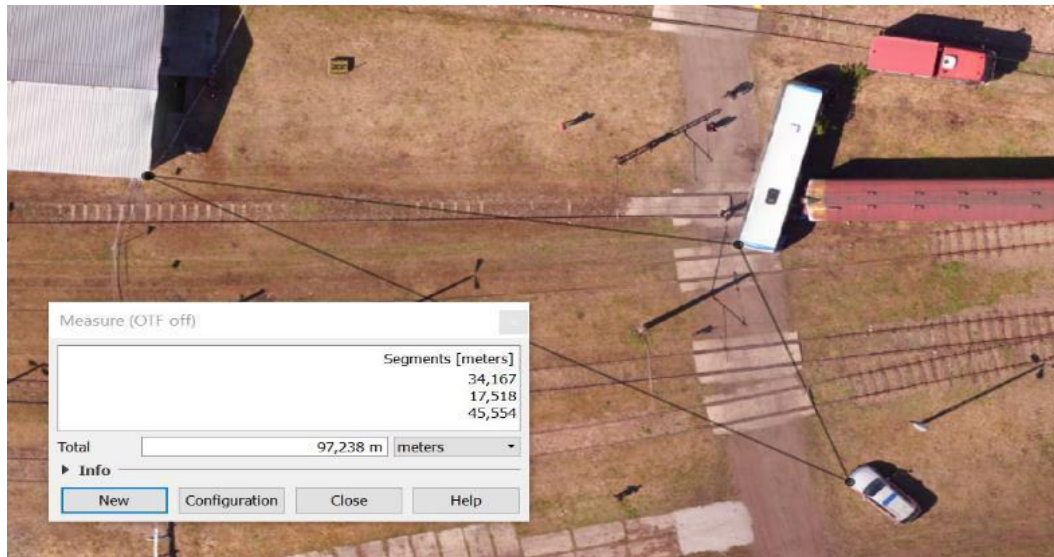 Measure (OTF off)
Segments [meters]
34,167
17,518
45,554
Total 97,238 m meters
Info
New Configuration Close Help